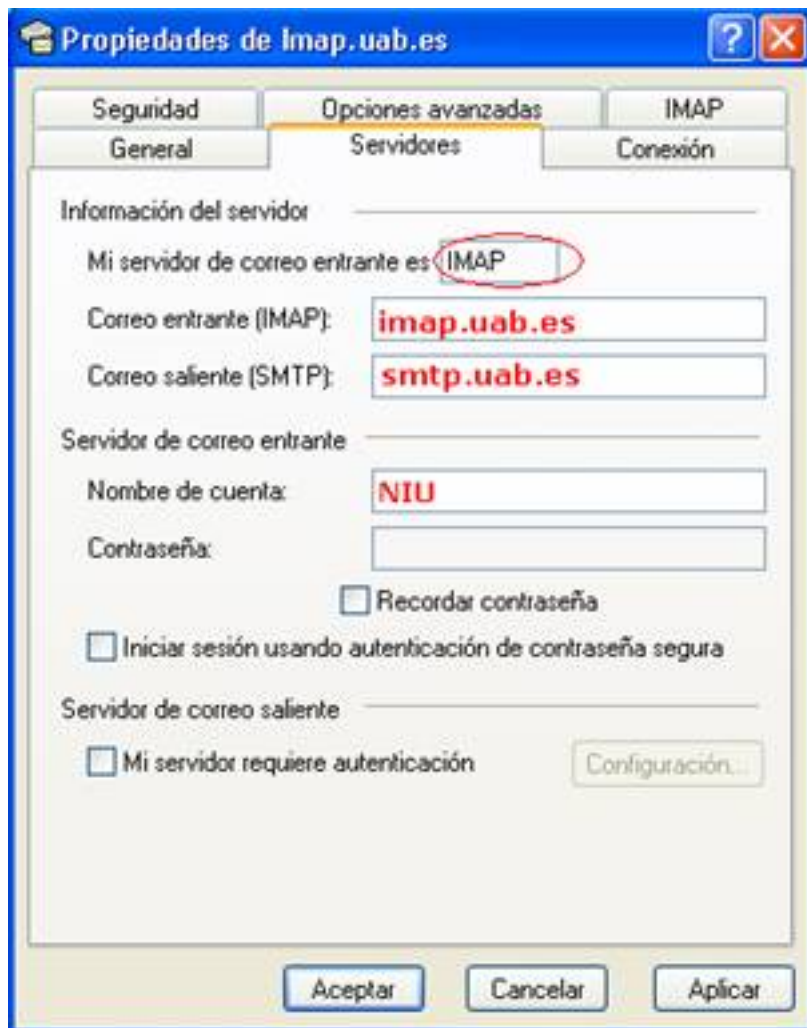 Propiedades de Imap.uab.es
Seguridad Opciones avanzadas IMAP
General Servidores Conexión
Información del servidor
Mi servidor de correo entrante es IMAP
Correo entrante (IMAP): imap.uab.es
Correo saliente (SMTP): smtp.uab.es
Servidor de correo entrante
Nombre de cuenta: NIU
Contraseña:
Recordar contraseña
Iniciar sesión usando autenticación de contraseña segura
Servidor de correo saliente
Mi servidor requiere autenticación Configuración...
Aceptar Cancelar Aplicar